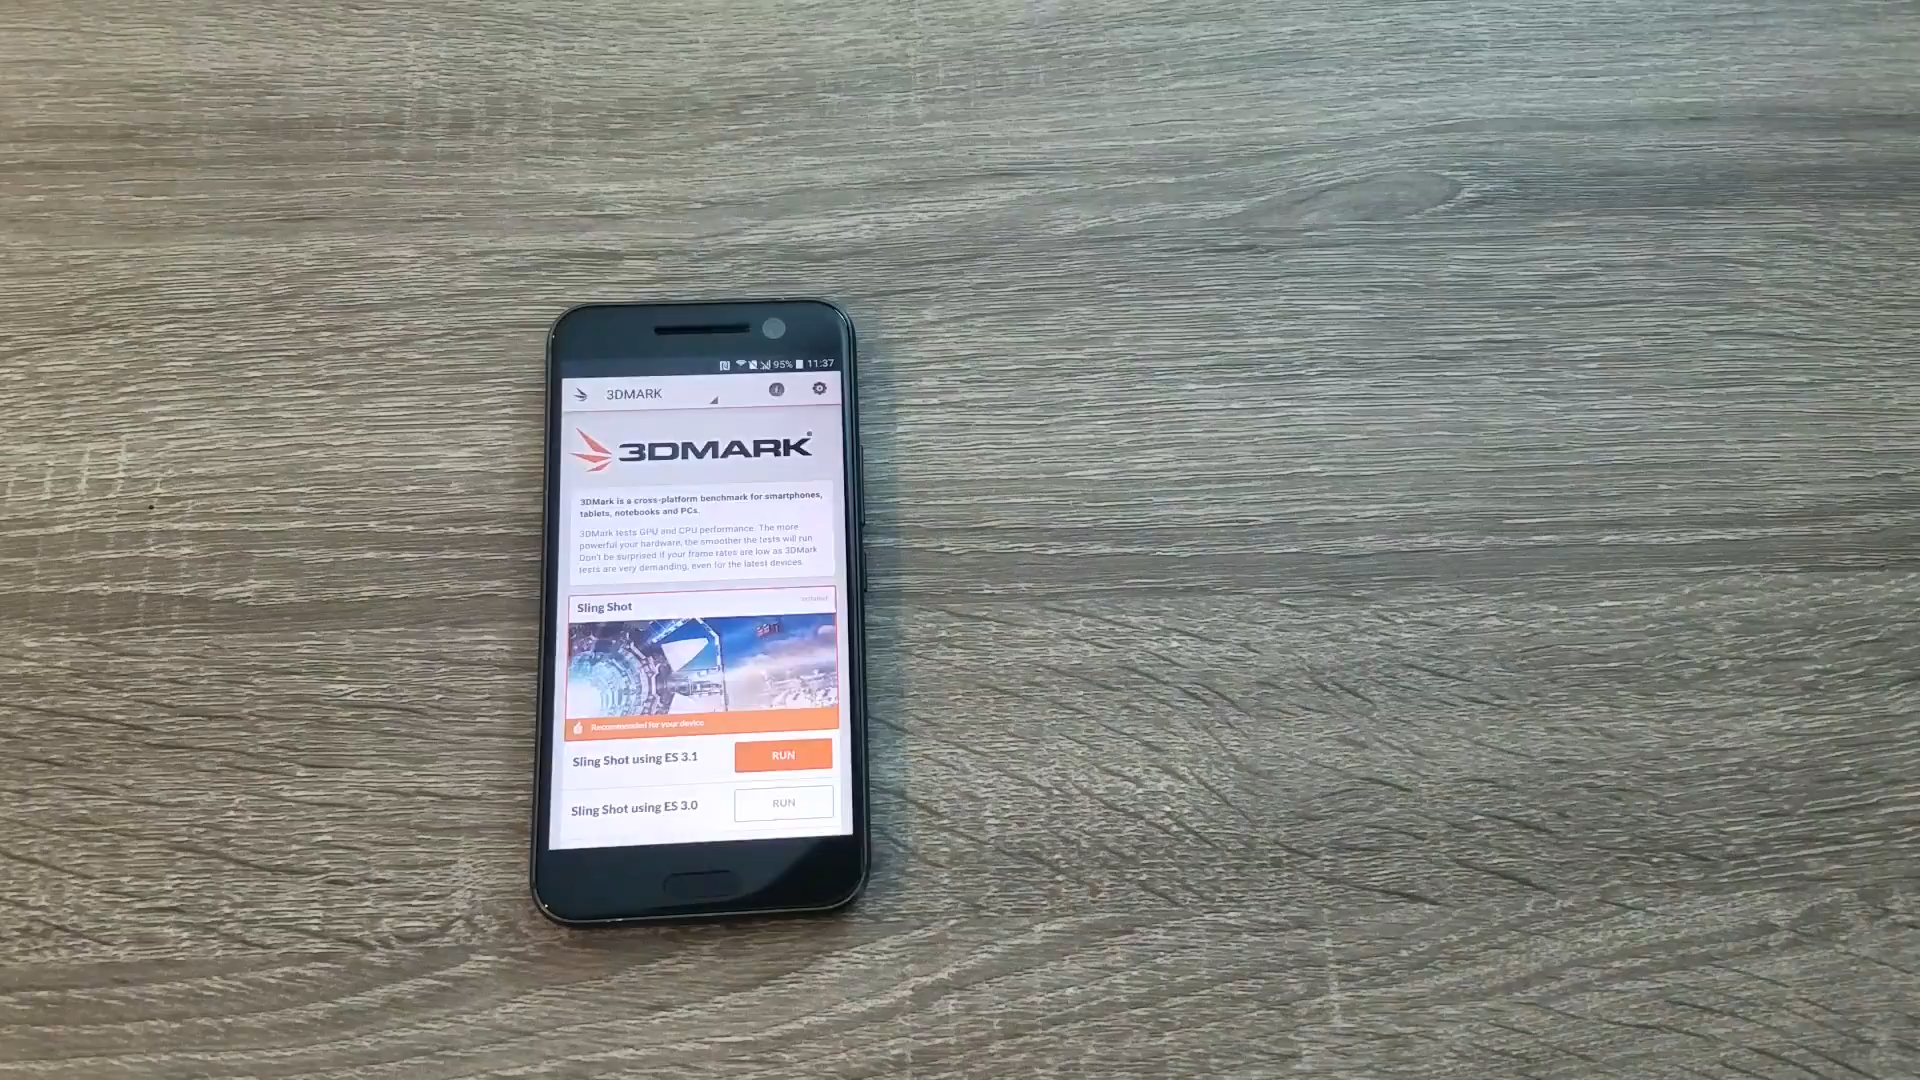 95% 11:37
3DMARK
3DMARK
3DMark is a cross-platform benchmark for smartphones,
tablets, notebooks and PCs.
3DMark tests GPU and CPU performance. The more
powerful your hardware, the smoother the tests will run
Don't be surprised if your frame rates are low as 3DMark
tests are very demanding, even for the latest devices.
Sling Shot
Recommended for your device
Sling Shot using ES 3.1 RUN
Sling Shot using ES 3.0 RUN